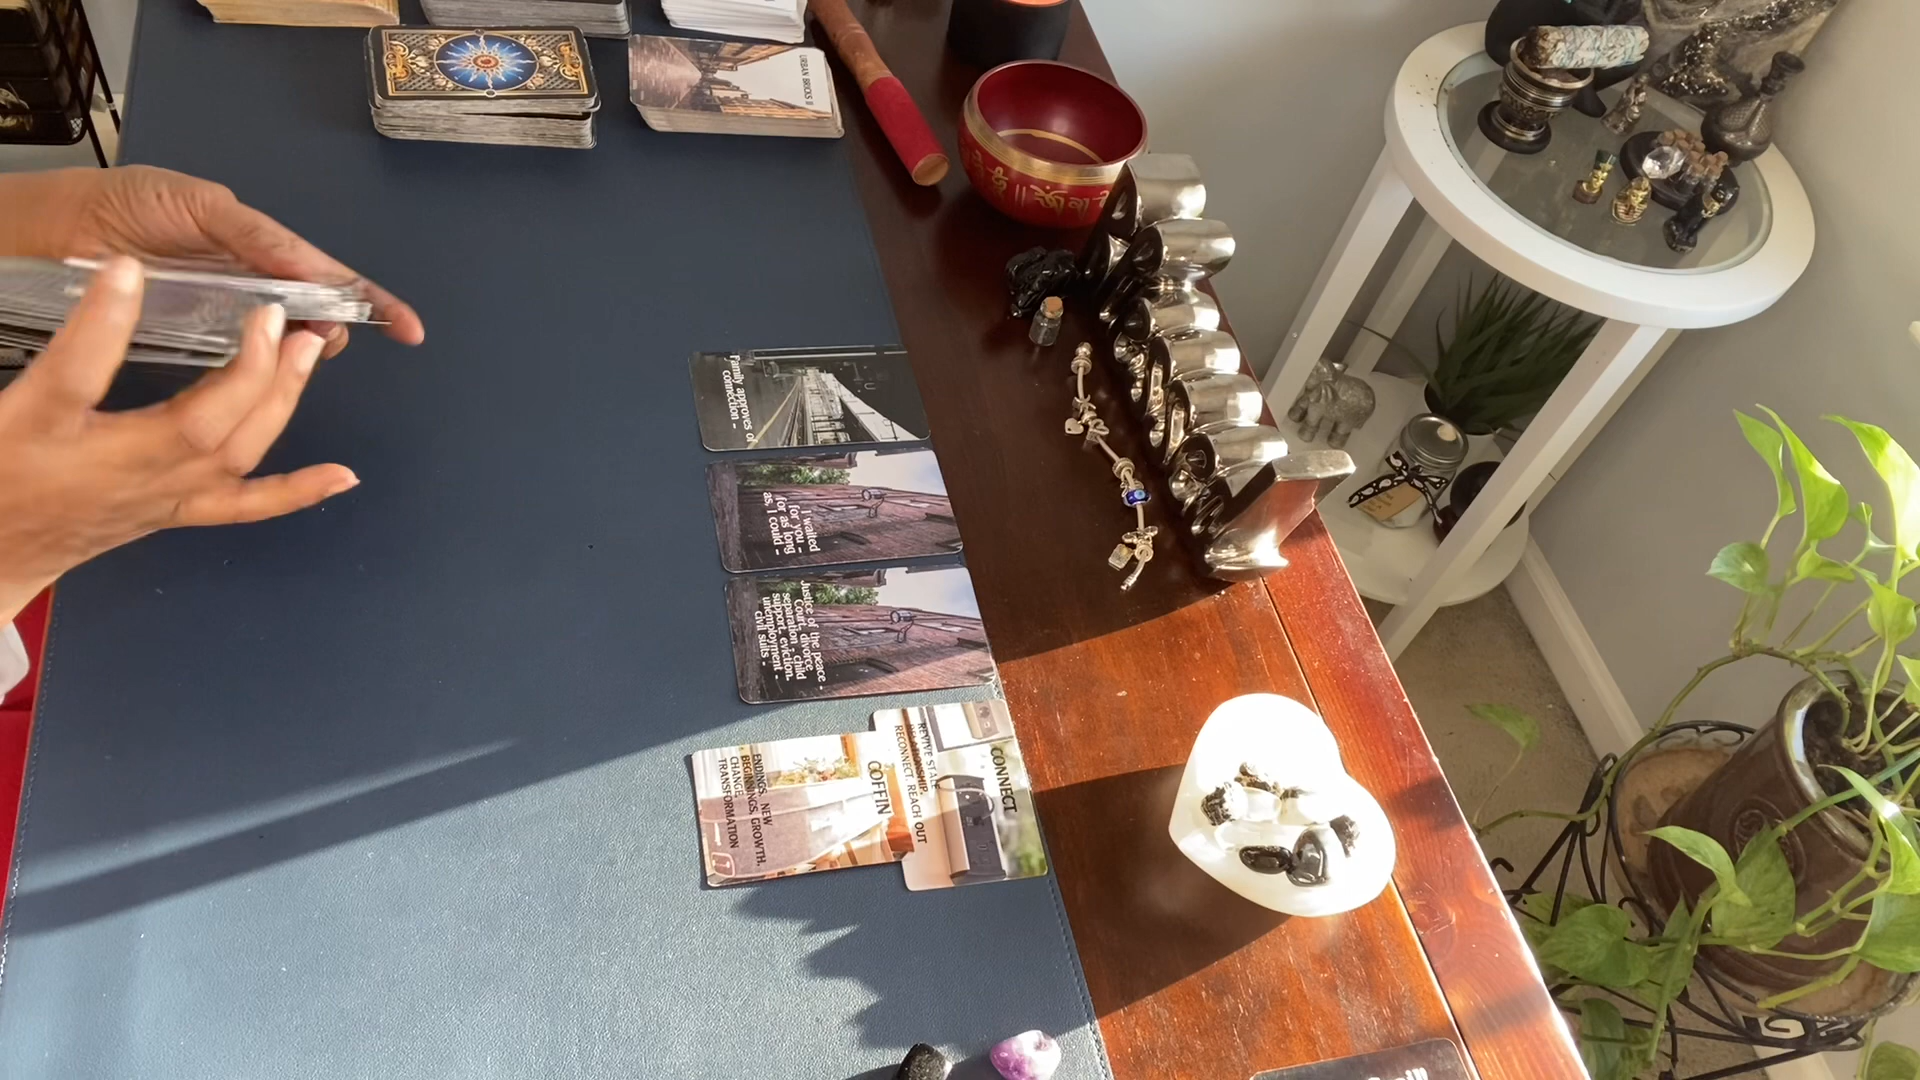 URBAN BRICKS II
Family approves of
connection -
I waited
for you -
for as long
as, I could -
Justice of the peace -
Court, divorce
separation - child
support, eviction.
unemployment -
civil suits -
CONNECT
REVIVE STALE
RELATIONSHIP.
RECONNECT. REACH OUT
COFFIN
ENDINGS. NEW
BEGINNINGS. GROWTH.
CHANGE.
TRANSFORMATION